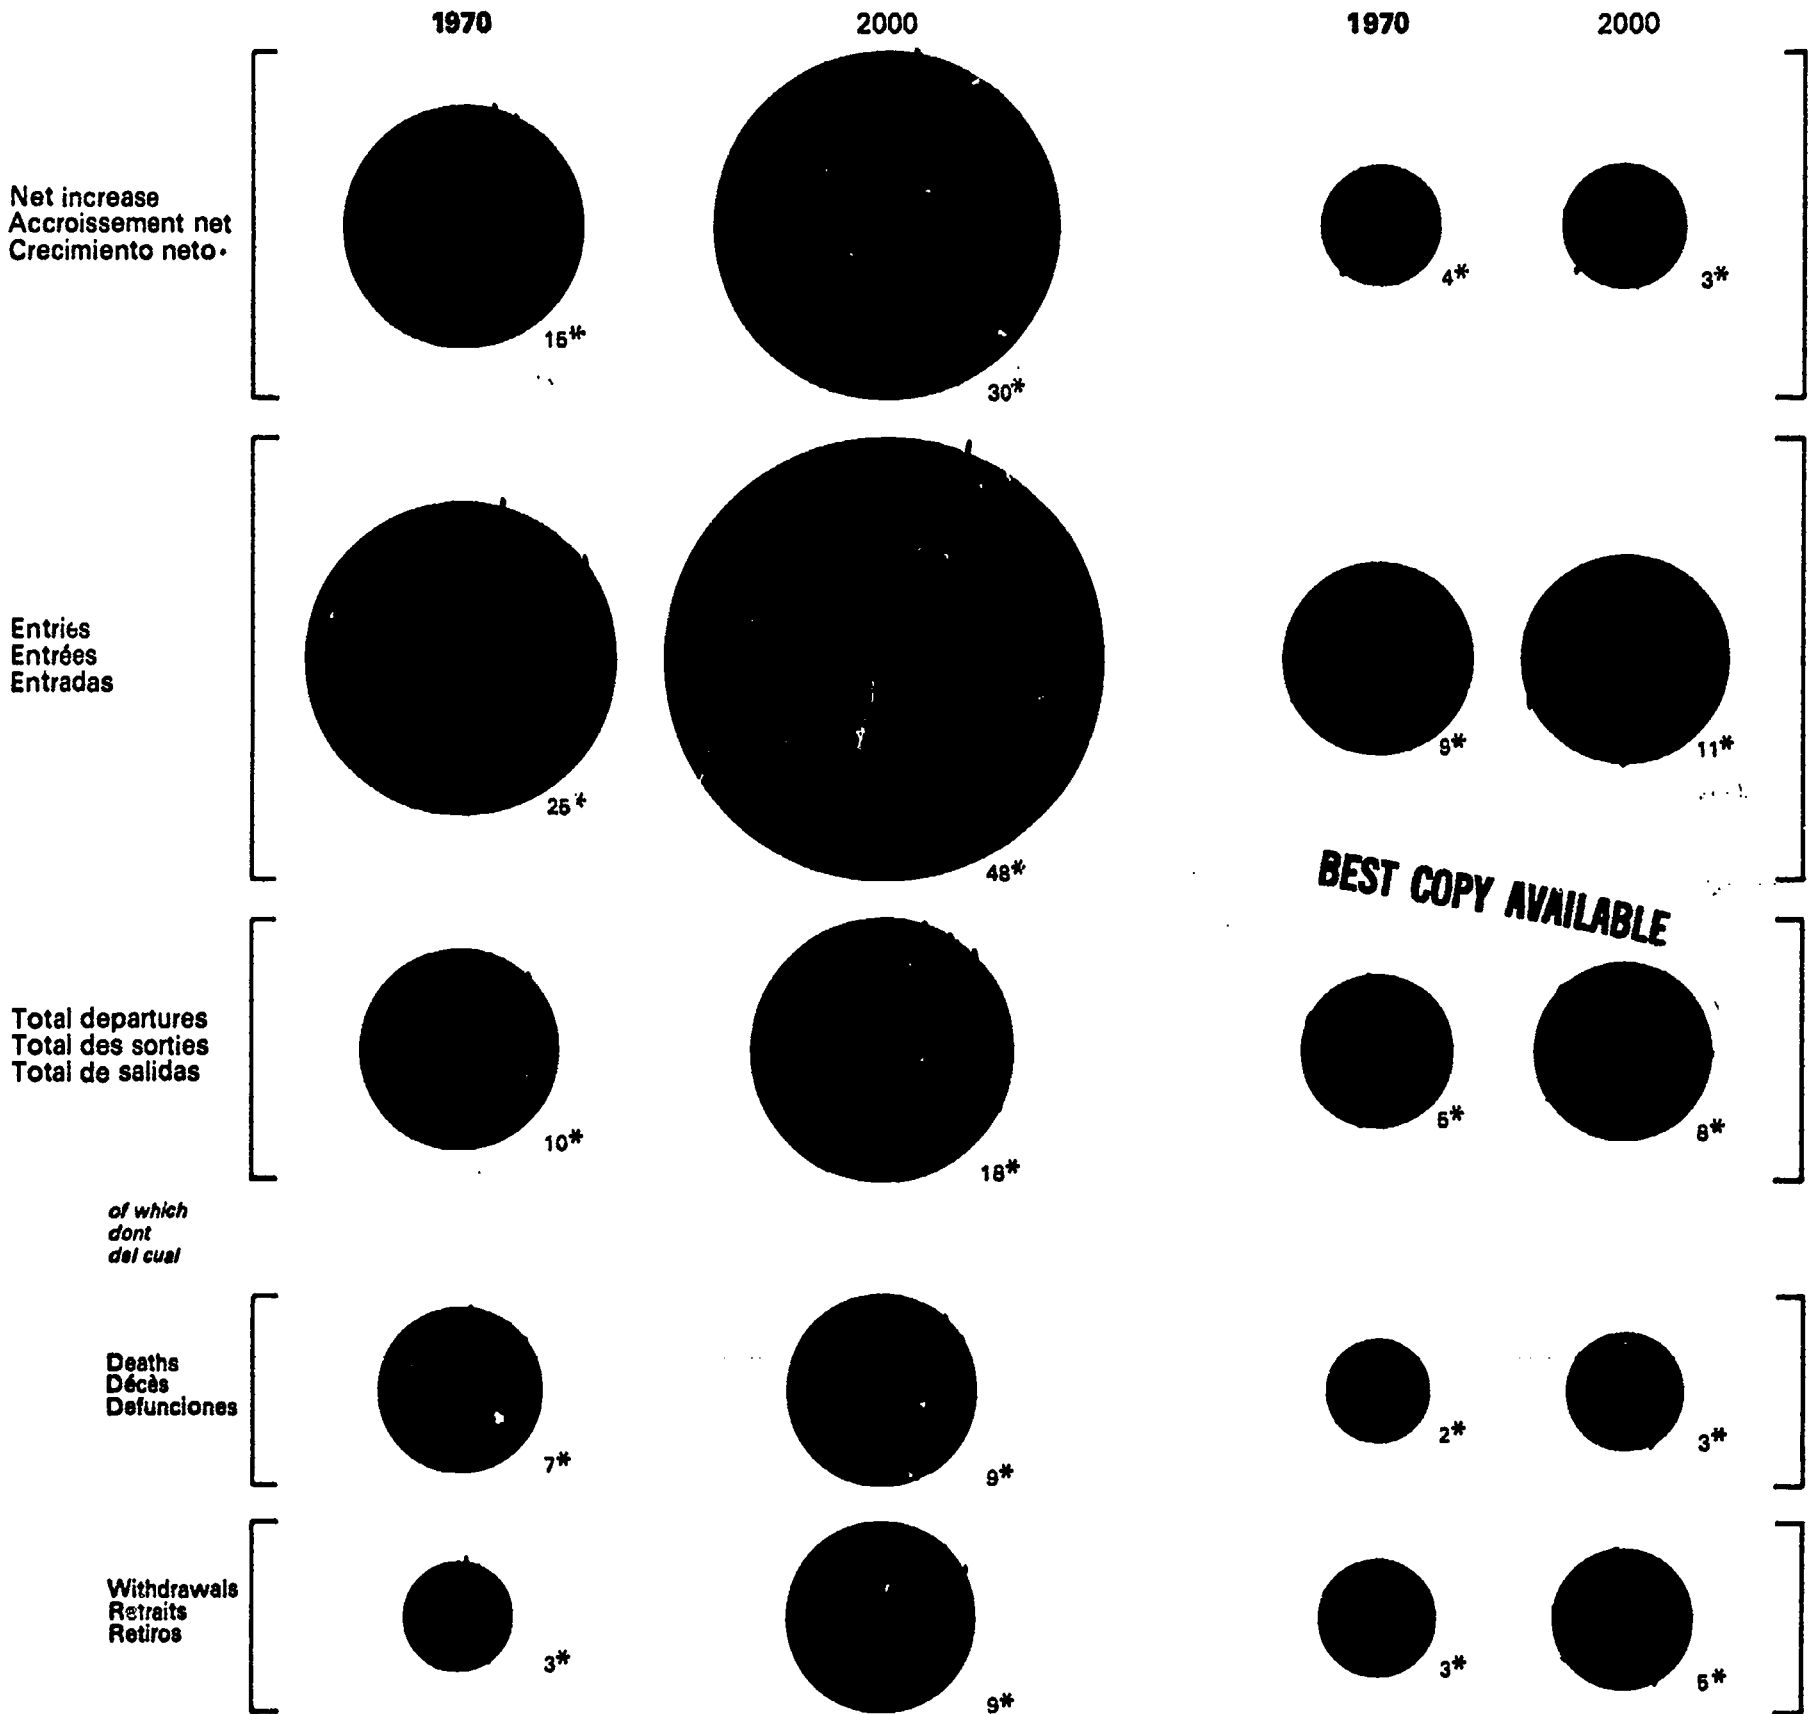 1970 2000 1970 2000
Net increase
Accroissement net
Crecimiento neto
15* 30* 4* 3*
Entries
Entrées
Entradas
25* 48* 9* 11*
BEST COPY AVAILABLE
Total departures
Total des sorties
Total de salidas
10* 18* 5* 8*
of which
dont
del cual
Deaths
Décès
Defunciones
7* 9* 2* 3*
Withdrawals
Retraits
Retiros
3* 9* 3* 5*